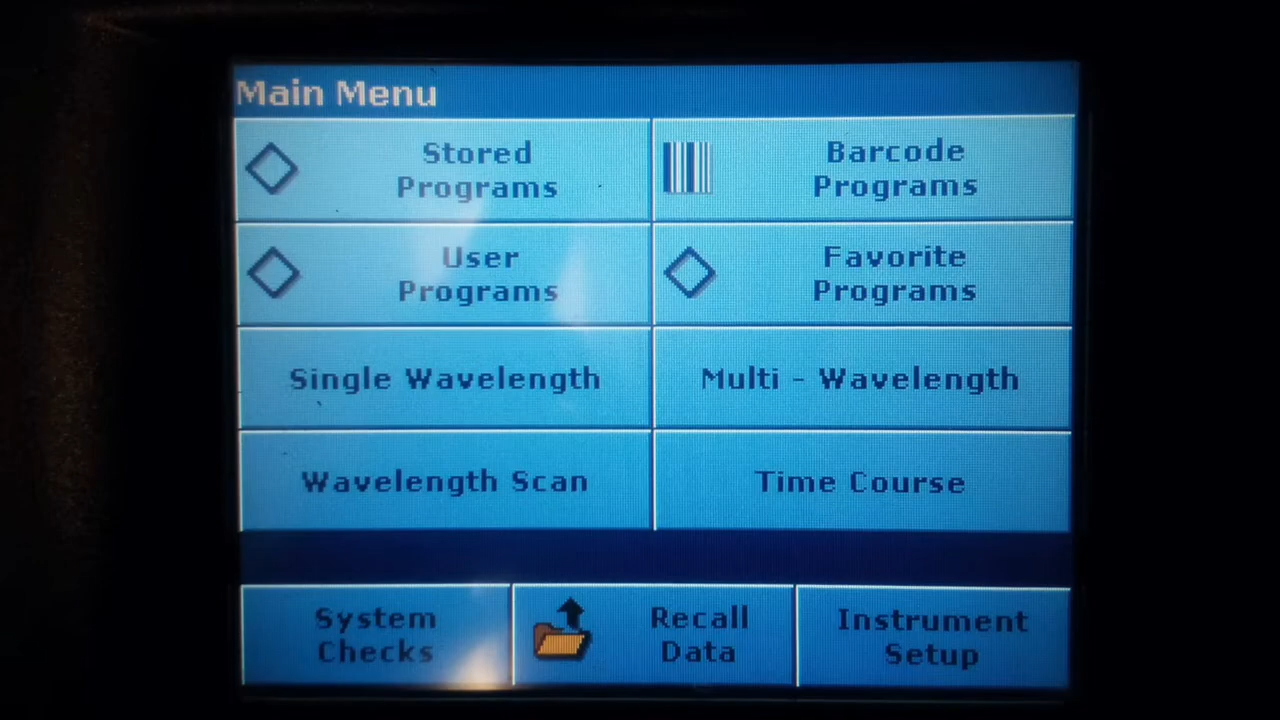 Main Menu
Stored
Programs
Barcode
Programs
User
Programs
Favorite
Programs
Single Wavelength
Multi - Wavelength
Wavelength Scan
Time Course
System
Checks
Recall
Data
Instrument
Setup